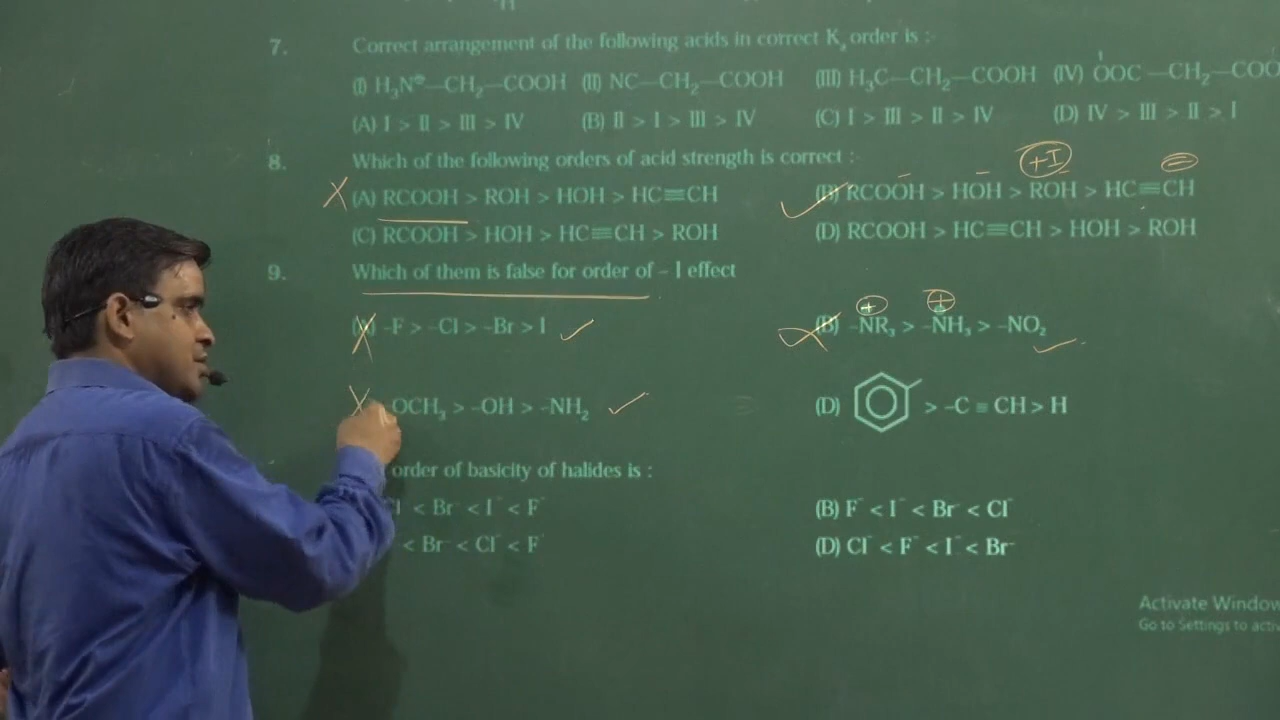 7. Correct arrangement of the following acids in correct Kₐ order is :
(I) H₃N⊕—CH₂—COOH (II) NC—CH₂—COOH (III) H₃C—CH₂—COOH (IV) OOC—CH₂—COO
(A) I > II > III > IV (B) II > I > III > IV (C) I > III > II > IV (D) IV > III > II > I
8. Which of the following orders of acid strength is correct :
+I
(A) RCOOH > ROH > HOH > HC≡CH (B) RCOOH > HOH > ROH > HC≡CH
(C) RCOOH > HOH > HC≡CH > ROH (D) RCOOH > HC≡CH > HOH > ROH
9. Which of them is false for order of – I effect
(A) –F > –Cl > –Br > I (B) –N⊕R₃ > –N⊕H₃ > –NO₂
OCH₃ > –OH > –NH₂ (D) > –C ≡ CH > H
order of basicity of halides is :
< Br⁻ < I⁻ < F⁻ (B) F⁻ < I⁻ < Br⁻ < Cl⁻
< Br⁻ < Cl⁻ < F (D) Cl⁻ < F⁻ < I⁻ < Br⁻
Activate Window
Go to Settings to activ